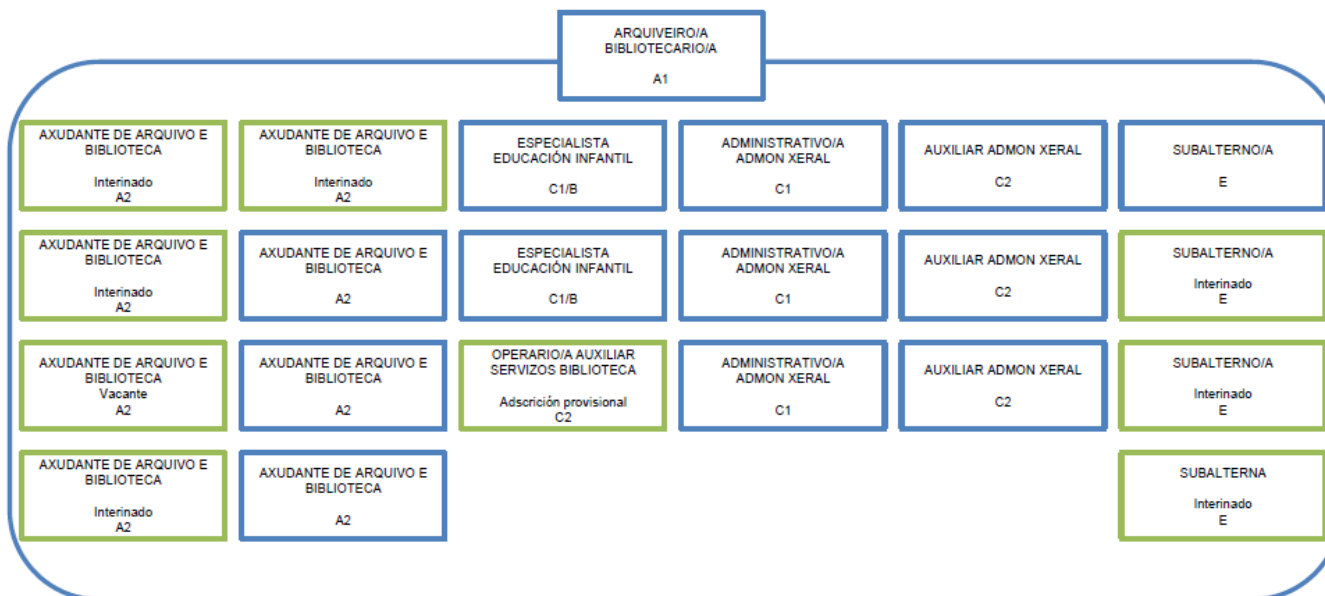 ARQUIVEIRO/A
BIBLIOTECARIO/A
A1
AXUDANTE DE ARQUIVO E
BIBLIOTECA
Interinado
A2
AXUDANTE DE ARQUIVO E
BIBLIOTECA
Interinado
A2
ESPECIALISTA
EDUCACIÓN INFANTIL
C1/B
ADMINISTRATIVO/A
ADMON XERAL
C1
AUXILIAR ADMON XERAL
C2
SUBALTERNO/A
E
AXUDANTE DE ARQUIVO E
BIBLIOTECA
Interinado
A2
AXUDANTE DE ARQUIVO E
BIBLIOTECA
A2
ESPECIALISTA
EDUCACIÓN INFANTIL
C1/B
ADMINISTRATIVO/A
ADMON XERAL
C1
AUXILIAR ADMON XERAL
C2
SUBALTERNO/A
Interinado
E
AXUDANTE DE ARQUIVO E
BIBLIOTECA
Vacante
A2
AXUDANTE DE ARQUIVO E
BIBLIOTECA
A2
OPERARIO/A AUXILIAR
SERVIZOS BIBLIOTECA
Adscrición provisional
C2
ADMINISTRATIVO/A
ADMON XERAL
C1
AUXILIAR ADMON XERAL
C2
SUBALTERNO/A
Interinado
E
AXUDANTE DE ARQUIVO E
BIBLIOTECA
Interinado
A2
AXUDANTE DE ARQUIVO E
BIBLIOTECA
A2
SUBALTERNA
Interinado
E